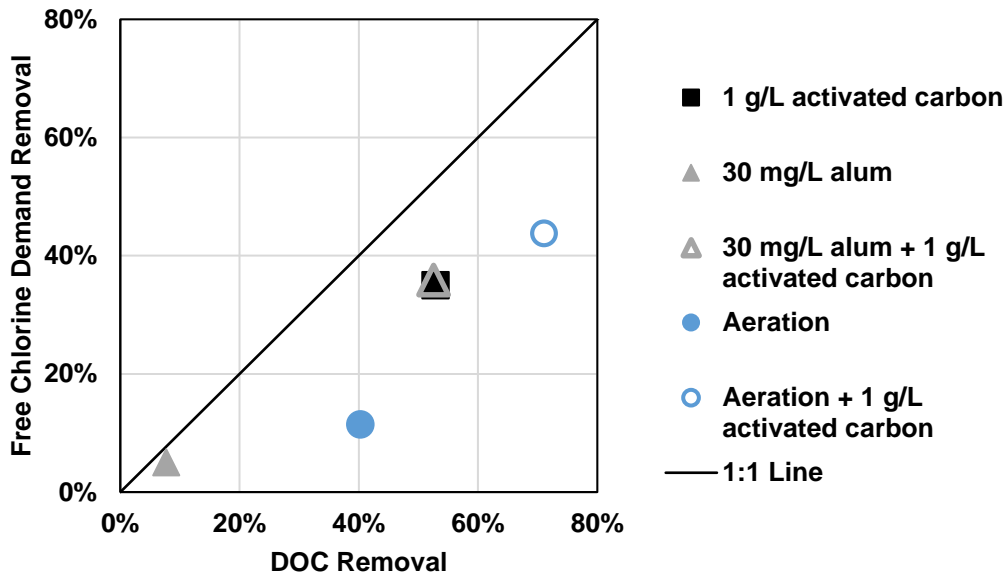 Free Chlorine Demand Removal
80%
60%
40%
20%
0%
0%
20%
40%
60%
80%
DOC Removal
1 g/L activated carbon
30 mg/L alum
30 mg/L alum + 1 g/L
activated carbon
Aeration
Aeration + 1 g/L
activated carbon
1:1 Line